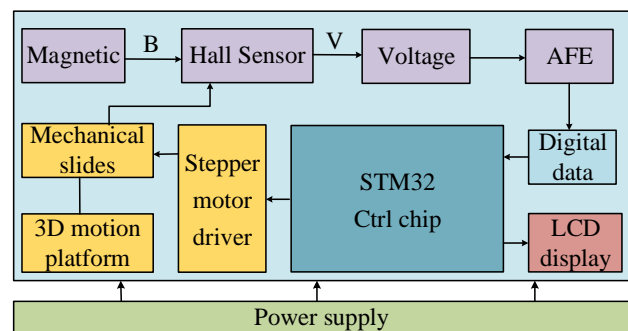 Magnetic
B
Hall Sensor
V
Voltage
AFE
Mechanical
slides
Stepper
motor
driver
STM32
Ctrl chip
Digital
data
3D motion
platform
LCD
display
Power supply